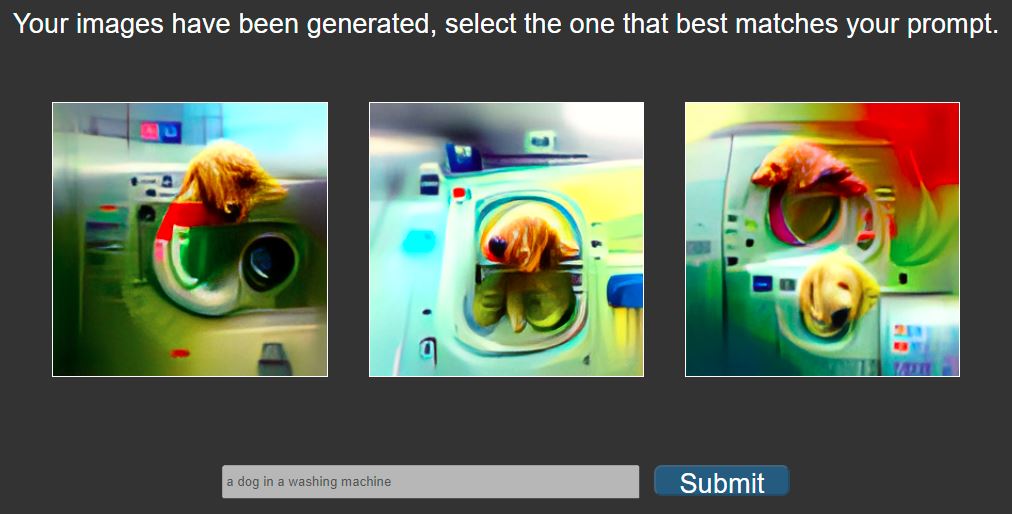 Your images have been generated, select the one that best matches your prompt.
a dog in a washing machine
Submit